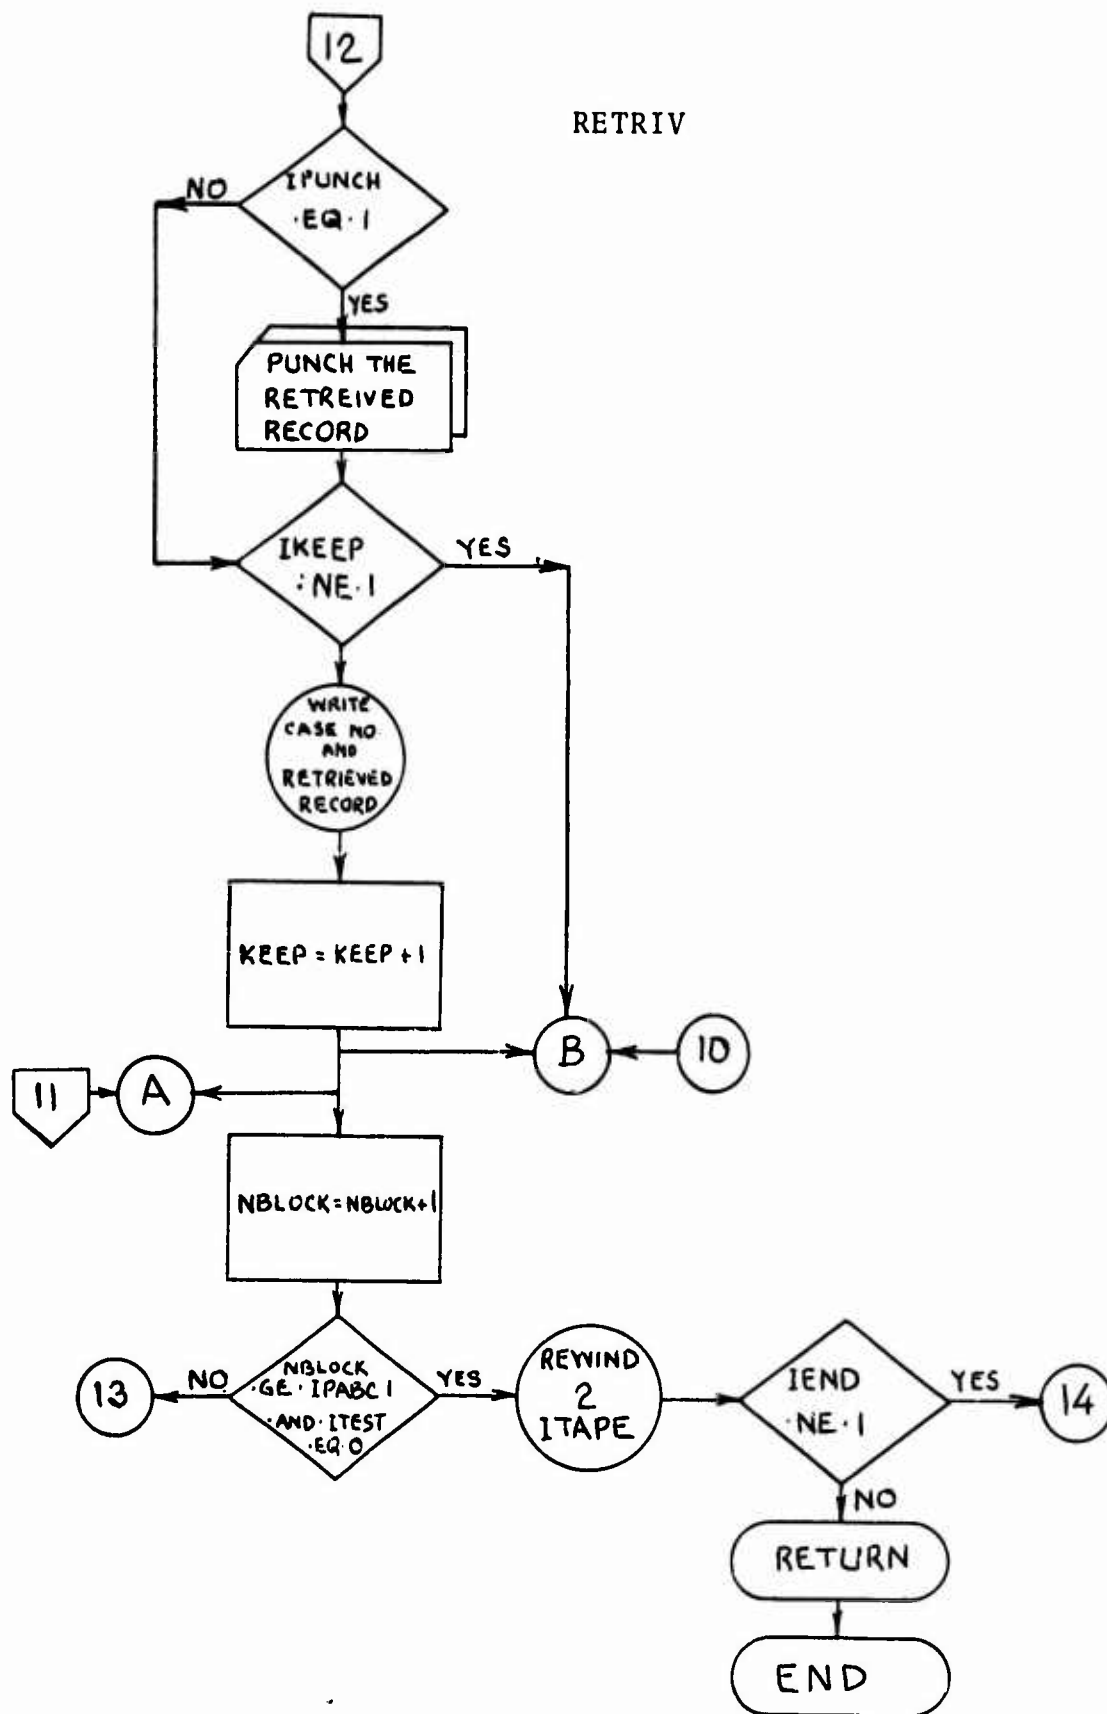 12
RETRIV
IPUNCH
.EQ.1
NO
YES
PUNCH THE
RETREIVED
RECORD
IKEEP
.NE.1
YES
WRITE
CASE NO.
AND
RETRIEVED
RECORD
KEEP = KEEP + 1
B
10
11
A
NBLOCK=NBLOCK+1
NBLOCK
.GE.IPABC1
.AND.ITEST
.EQ.0
NO
13
YES
REWIND
2
ITAPE
IEND
.NE.1
YES
14
NO
RETURN
END